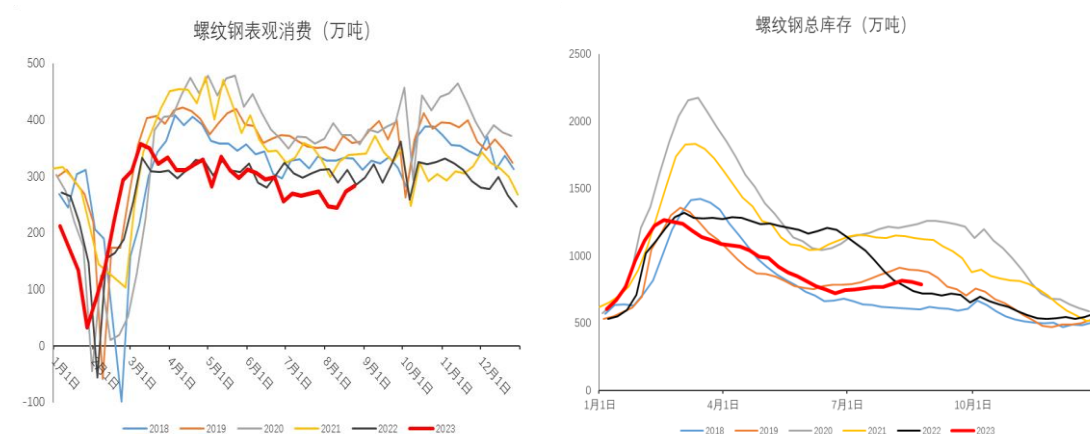 螺纹钢表观消费（万吨）
500
400
300
200
100
0
-100
1月1日
2月1日
3月1日
4月1日
5月1日
6月1日
7月1日
8月1日
9月1日
10月1日
11月1日
12月1日
2018 2019 2020 2021 2022 2023
螺纹钢总库存（万吨）
2500
2000
1500
1000
500
0
1月1日 4月1日 7月1日 10月1日
2018 2019 2020 2021 2022 2023